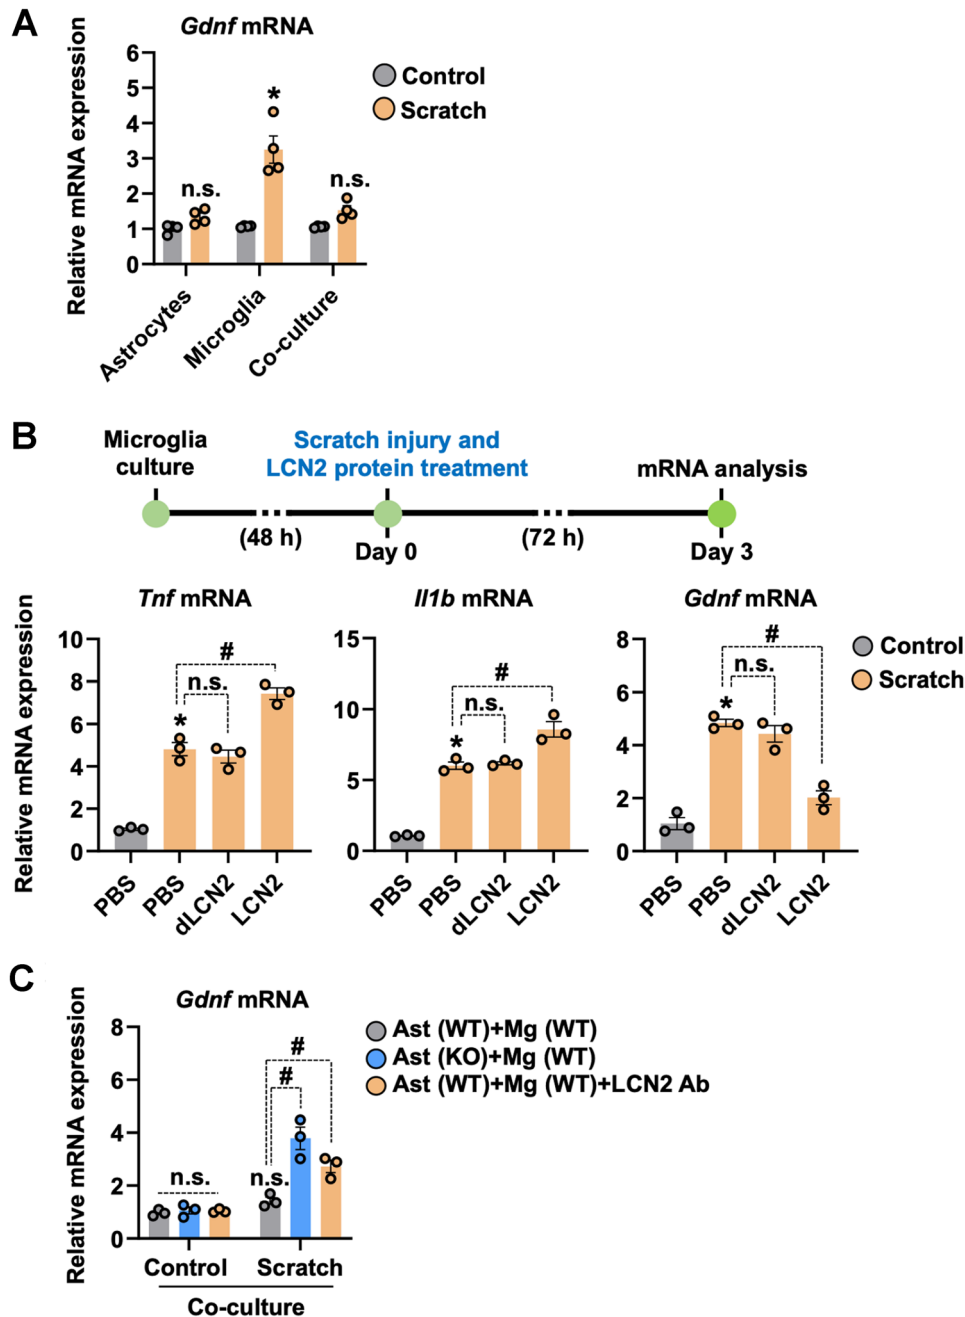 A
Gdnf mRNA
Relative mRNA expression
6
5
4
3
2
1
0
n.s.
*
n.s.
Control
Scratch
Astrocytes
Microglia
Co-culture
B
Microglia
culture
Scratch injury and
LCN2 protein treatment
mRNA analysis
(48 h)
Day 0
(72 h)
Day 3
Relative mRNA expression
Tnf mRNA
10
8
6
4
2
0
#
n.s.
*
PBS
PBS
dLCN2
LCN2
Il1b mRNA
15
10
5
0
#
n.s.
*
PBS
PBS
dLCN2
LCN2
Gdnf mRNA
8
6
4
2
0
#
n.s.
*
PBS
PBS
dLCN2
LCN2
Control
Scratch
C
Gdnf mRNA
Relative mRNA expression
8
6
4
2
0
n.s.
n.s.
#
#
Ast (WT)+Mg (WT)
Ast (KO)+Mg (WT)
Ast (WT)+Mg (WT)+LCN2 Ab
Control
Scratch
Co-culture